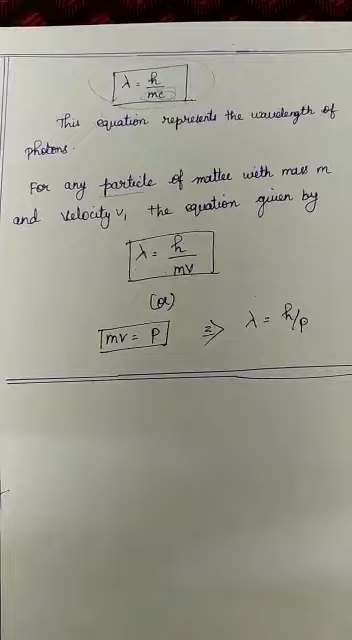 λ = h/mc
This equation represents the wavelength of
photons.
For any particle of matter with mass m
and velocity v, the equation given by
λ = h/mv
(or)
mv = P ⇒ λ = h/p